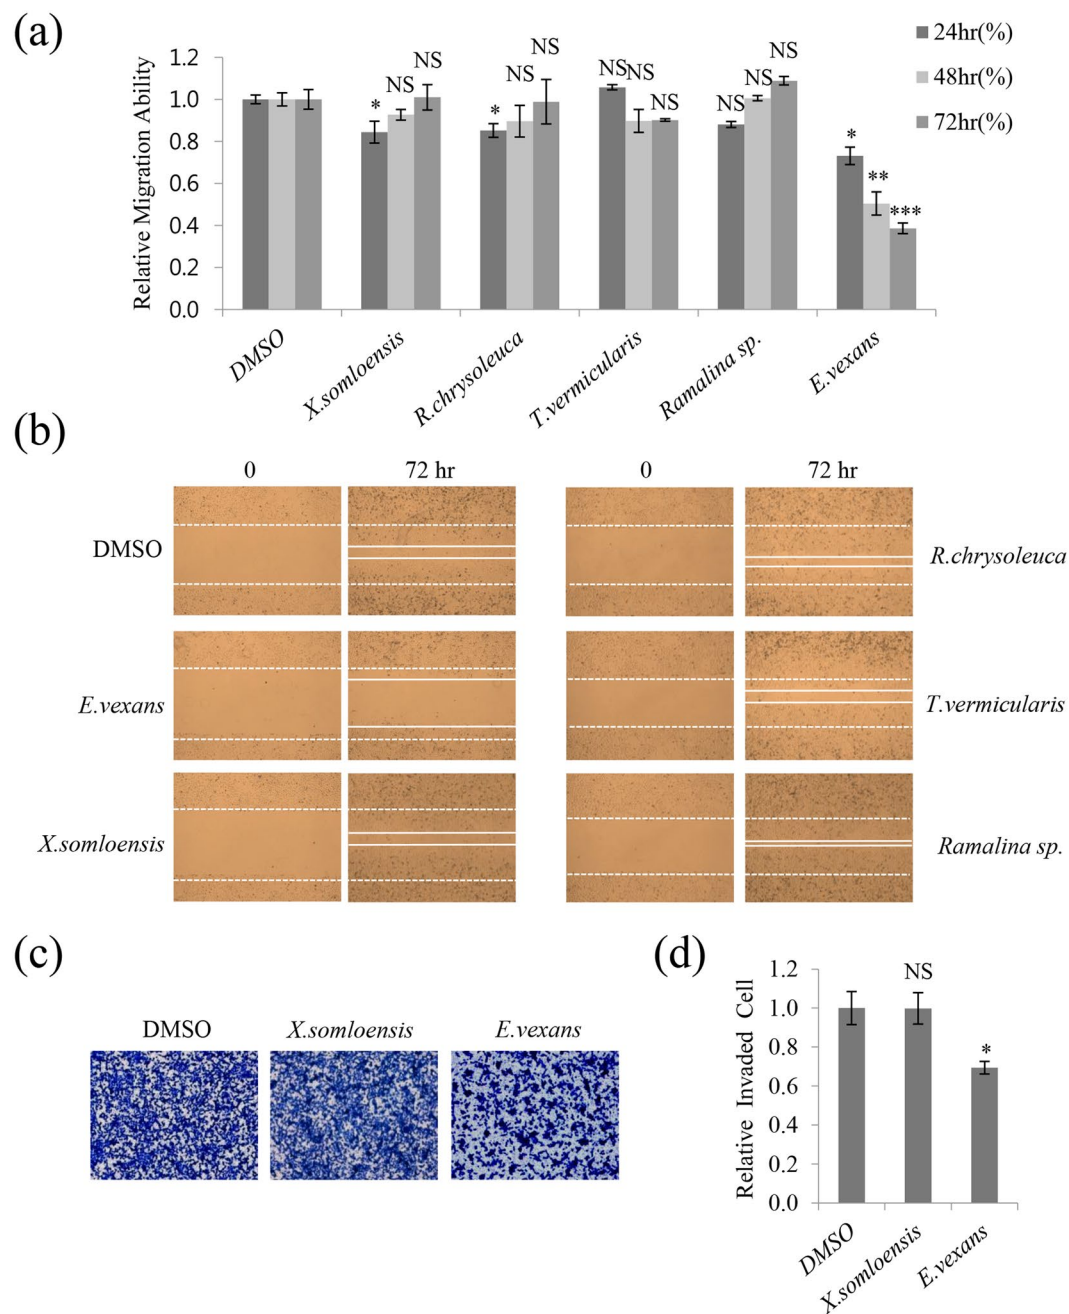 (a)
24hr(%)
48hr(%)
72hr(%)
Relative Migration Ability
1.2
1.0
0.8
0.6
0.4
0.2
0.0
* NS NS
* NS NS
NS NS NS
NS NS NS
* ** ***
DMSO
X.somloensis
R.chrysoleuca
T.vermicularis
Ramalina sp.
E.vexans
(b)
0 72 hr 0 72 hr
DMSO
R.chrysoleuca
E.vexans
T.vermicularis
X.somloensis
Ramalina sp.
(c)
DMSO X.somloensis E.vexans
(d)
Relative Invaded Cell
1.2
1.0
0.8
0.6
0.4
0.2
0.0
NS
*
DMSO
X.somloensis
E.vexans